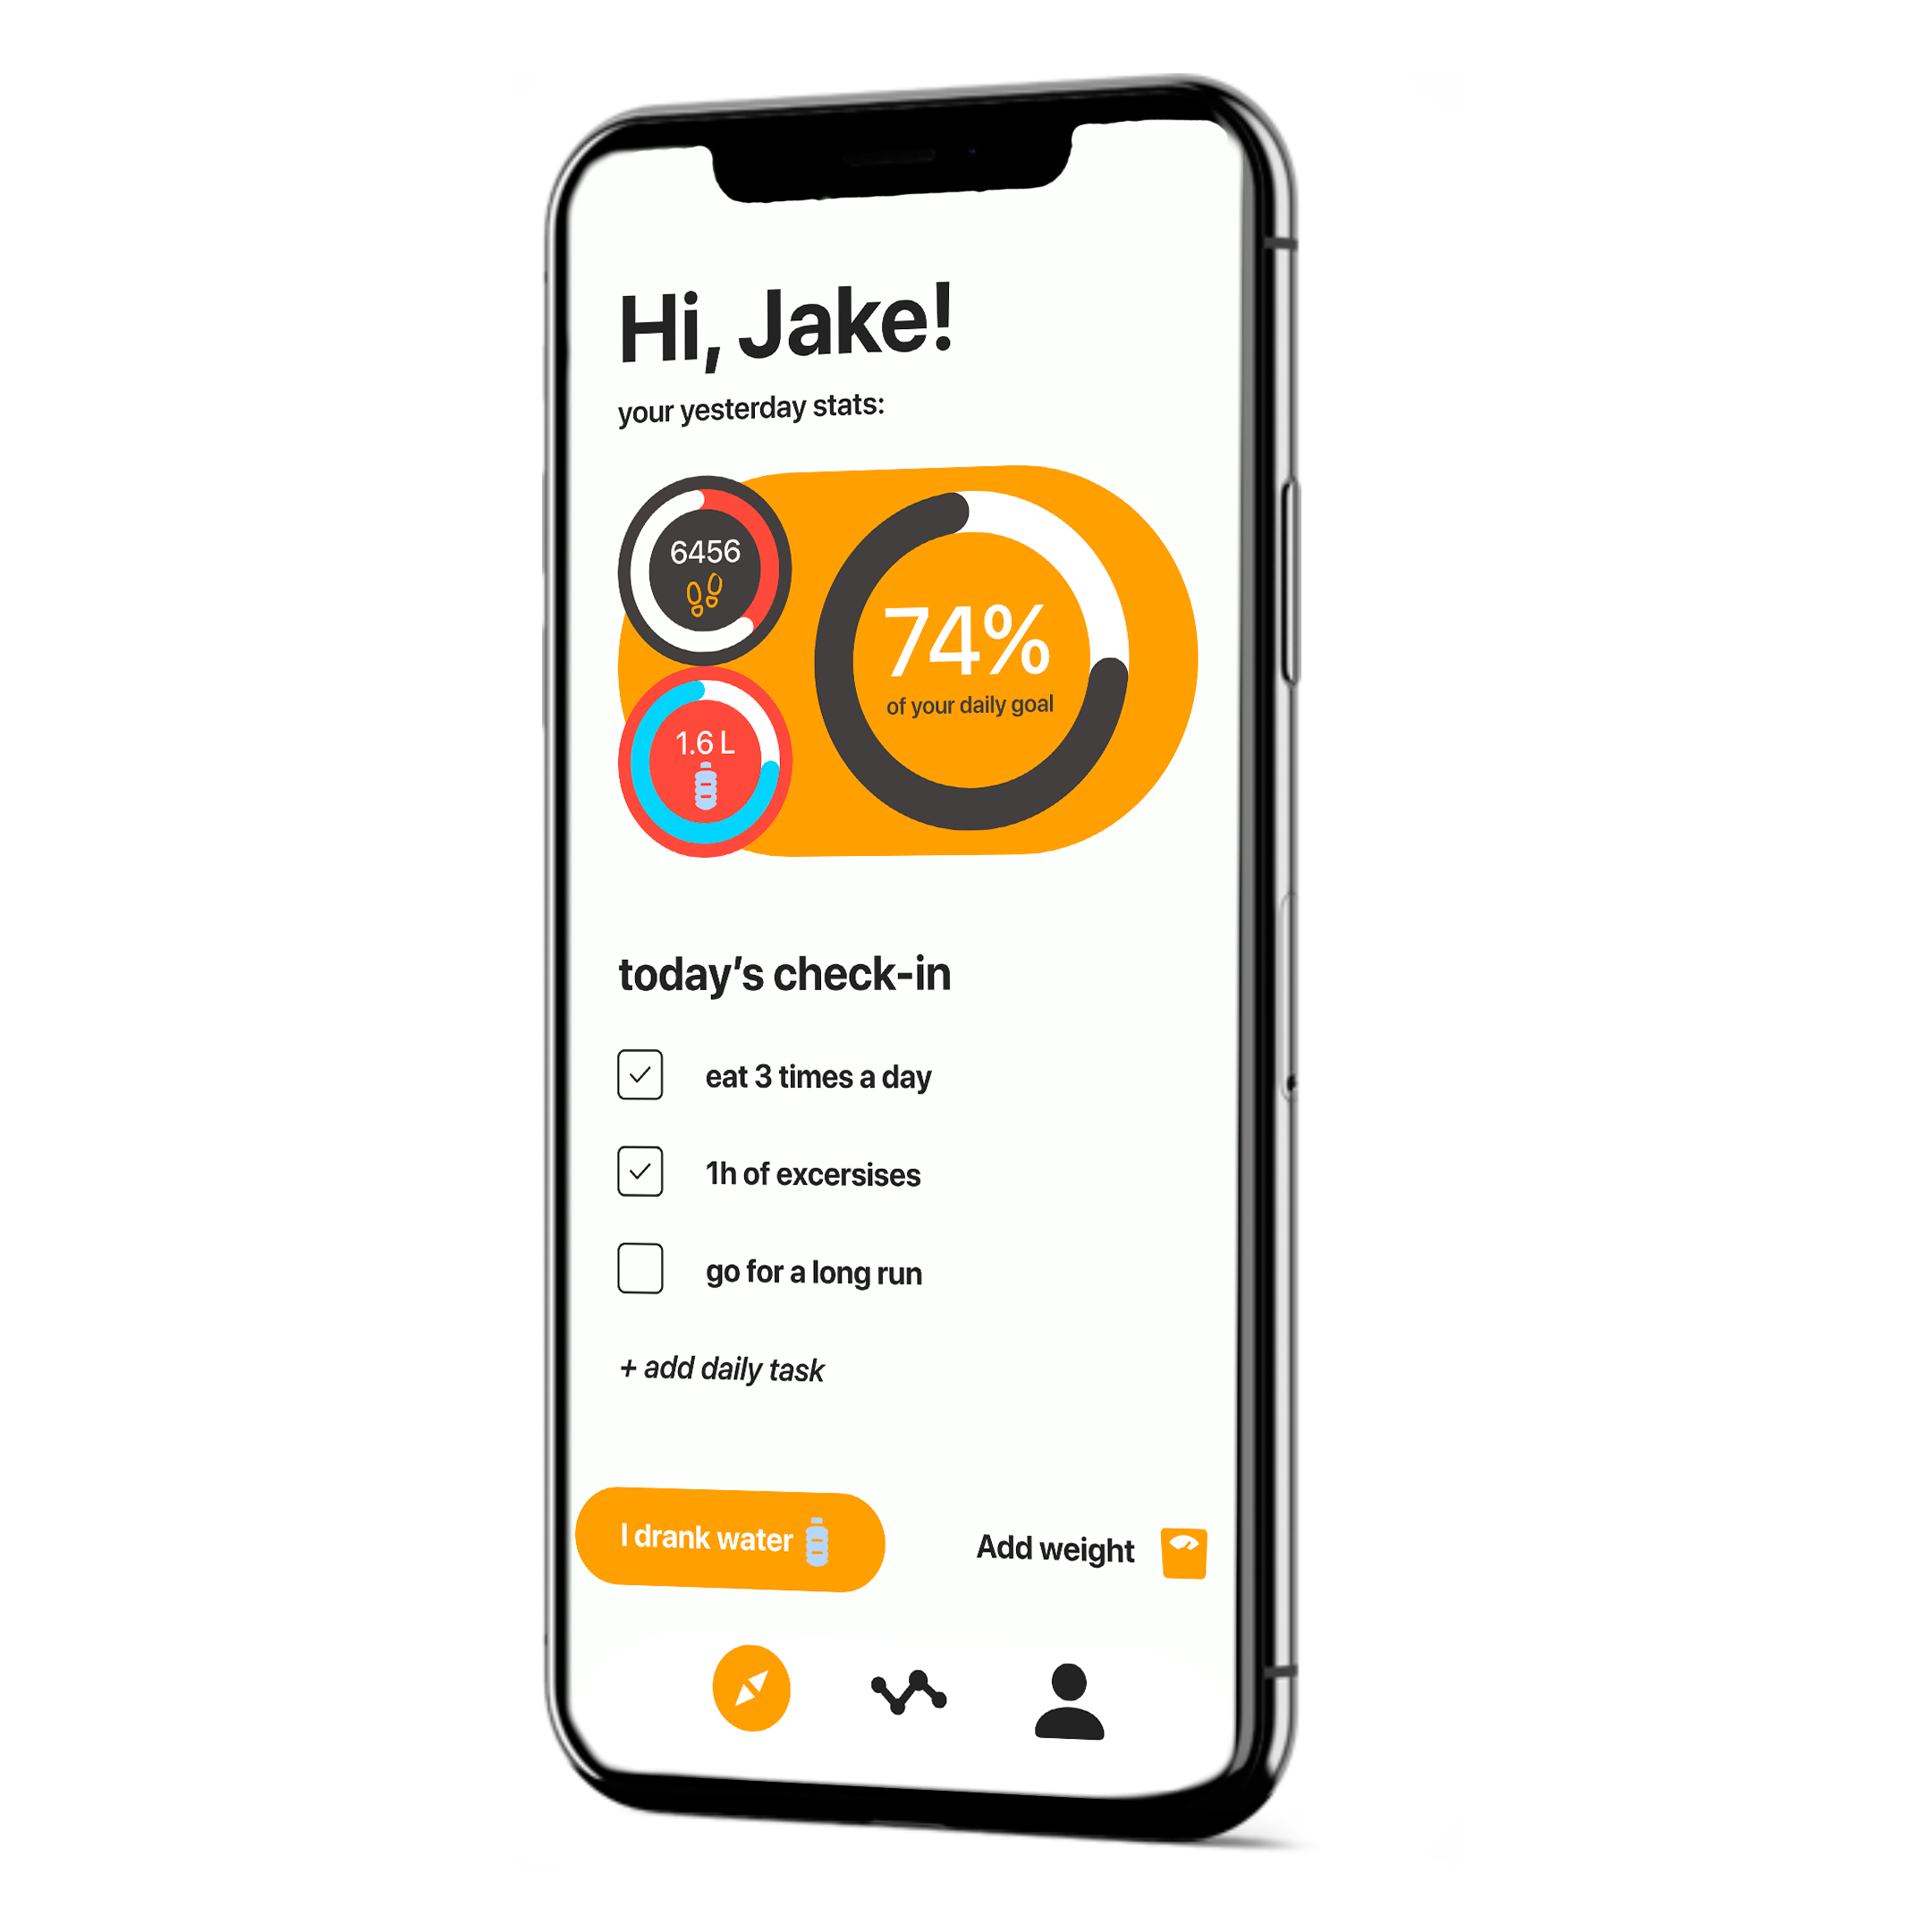 Hi, Jake!
your yesterday stats:
6456
74%
of your daily goal
1.6 L
today's check-in
eat 3 times a day
1h of excersises
go for a long run
+ add daily task
I drank water
Add weight